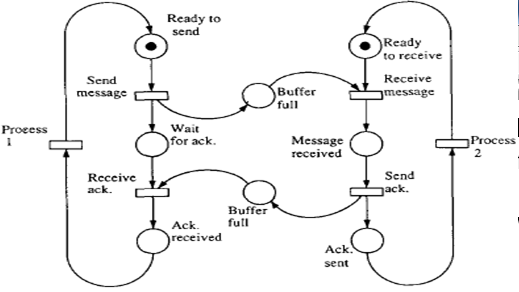 Ready to
send
Ready
to receive
Send
message
Buffer
full
Receive
message
Process
1
Wait
for ack.
Message
received
Process
2
Receive
ack.
Buffer
full
Send
ack.
Ack.
received
Ack.
sent